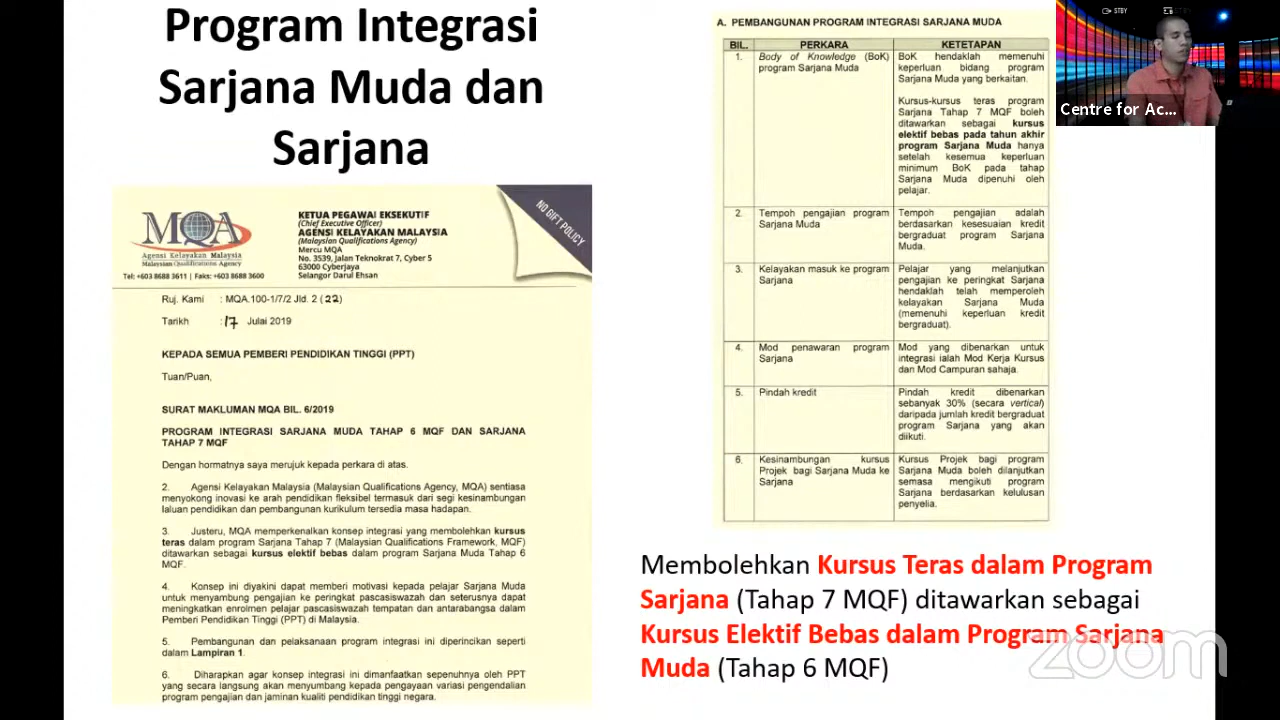 Program Integrasi
Sarjana Muda dan
Sarjana
MQA
Agensi Kelayakan Malaysia
Malaysian Qualifications Agency
Tel: +603 8688 3611 | Faks: +603 8688 3600
KETUA PEGAWAI EKSEKUTIF
(Chief Executive Officer)
AGENSI KELAYAKAN MALAYSIA
(Malaysian Qualifications Agency)
Mercu MQA
No. 3539, Jalan Teknokrat 7, Cyber 5
63000 Cyberjaya
Selangor Darul Ehsan
NO GIFT POLICY
Ruj. Kami : MQA.100-1/7/2 Jld. 2 (22)
Tarikh : 17 Julai 2019
KEPADA SEMUA PEMBERI PENDIDIKAN TINGGI (PPT)
Tuan/Puan,
SURAT MAKLUMAN MQA BIL. 6/2019
PROGRAM INTEGRASI SARJANA MUDA TAHAP 6 MQF DAN SARJANA
TAHAP 7 MQF
Dengan hormatnya saya merujuk kepada perkara di atas.
2. Agensi Kelayakan Malaysia (Malaysian Qualifications Agency, MQA) sentiasa
menyokong inovasi ke arah pendidikan fleksibel termasuk dari segi kesinambungan
laluan pendidikan dan pembangunan kurikulum tersedia masa hadapan.
3. Justeru, MQA memperkenalkan konsep integrasi yang membolehkan kursus
teras dalam program Sarjana Tahap 7 (Malaysian Qualifications Framework, MQF)
ditawarkan sebagai kursus elektif bebas dalam program Sarjana Muda Tahap 6
MQF.
4. Konsep ini diyakini dapat memberi motivasi kepada pelajar Sarjana Muda
untuk menyambung pengajian ke peringkat pascasiswazah dan seterusnya dapat
meningkatkan enrolmen pelajar pascasiswazah tempatan dan antarabangsa dalam
Pemberi Pendidikan Tinggi (PPT) di Malaysia.
5. Pembangunan dan pelaksanaan program integrasi ini diperincikan seperti
dalam Lampiran 1.
6. Diharapkan agar konsep integrasi ini dimanfaatkan sepenuhnya oleh PPT
yang secara langsung akan menyumbang kepada pengayaan variasi pengendalian
program pengajian dan jaminan kualiti pendidikan tinggi negara.
A. PEMBANGUNAN PROGRAM INTEGRASI SARJANA MUDA
BIL. PERKARA KETETAPAN
1. Body of Knowledge (BoK)
program Sarjana Muda
BoK hendaklah memenuhi
keperluan bidang program
Sarjana Muda yang berkaitan.
Kursus-kursus teras program
Sarjana Tahap 7 MQF boleh
ditawarkan sebagai kursus
elektif bebas pada tahun akhir
program Sarjana Muda hanya
setelah kesemua keperluan
minimum BoK pada tahap
Sarjana Muda dipenuhi oleh
pelajar.
2. Tempoh pengajian program
Sarjana Muda
Tempoh pengajian adalah
berdasarkan kesesuaian kredit
bergraduat program Sarjana
Muda.
3. Kelayakan masuk ke program
Sarjana
Pelajar yang melanjutkan
pengajian ke peringkat Sarjana
hendaklah telah memperoleh
kelayakan Sarjana Muda
(memenuhi keperluan kredit
bergraduat).
4. Mod penawaran program
Sarjana
Mod yang dibenarkan untuk
integrasi ialah Mod Kerja Kursus
dan Mod Campuran sahaja.
5. Pindah kredit
Pindah kredit dibenarkan
sebanyak 30% (secara vertical)
daripada jumlah kredit bergraduat
program Sarjana yang akan
diikuti.
6. Kesinambungan kursus
Projek bagi Sarjana Muda ke
Sarjana
Kursus Projek bagi program
Sarjana Muda boleh dilanjutkan
semasa mengikuti program
Sarjana berdasarkan kelulusan
penyelia.
Membolehkan Kursus Teras dalam Program
Sarjana (Tahap 7 MQF) ditawarkan sebagai
Kursus Elektif Bebas dalam Program Sarjana
Muda (Tahap 6 MQF)
STBY
STBY
Centre for Ac...
zoom